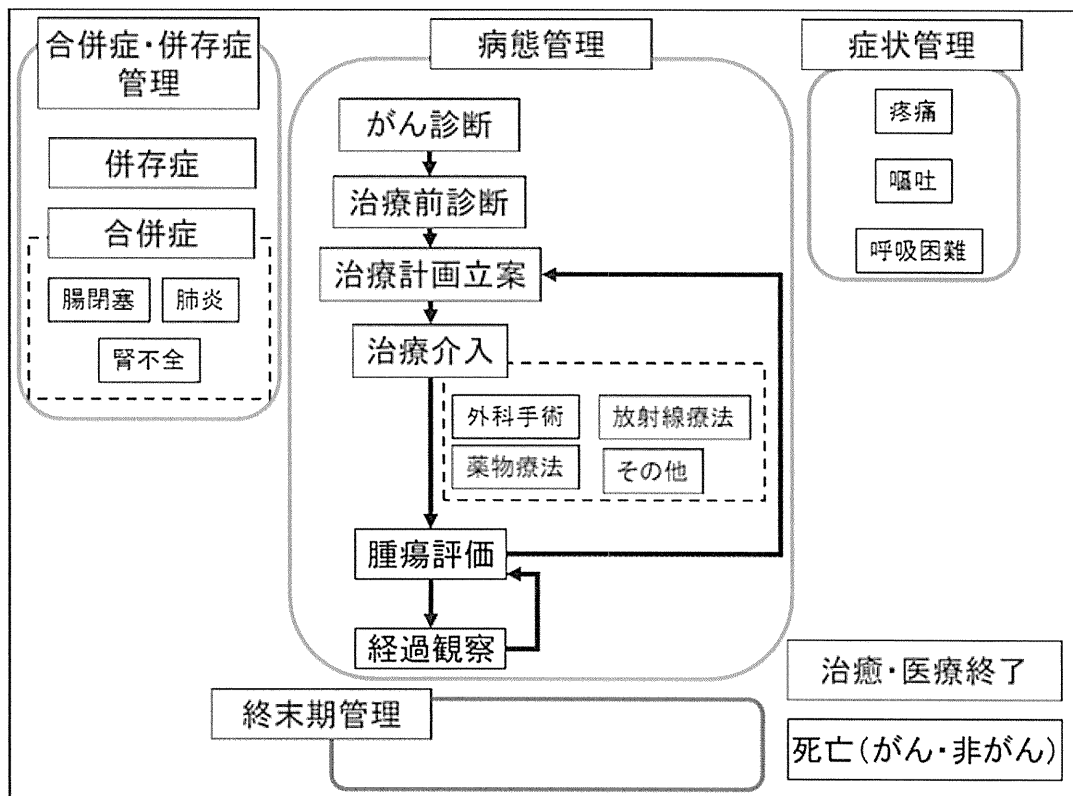 合併症・併存症
管理
併存症
合併症
腸閉塞
肺炎
腎不全
病態管理
がん診断
治療前診断
治療計画立案
治療介入
外科手術
放射線療法
薬物療法
その他
腫瘍評価
経過観察
症状管理
疼痛
嘔吐
呼吸困難
終末期管理
治癒・医療終了
死亡(がん・非がん)